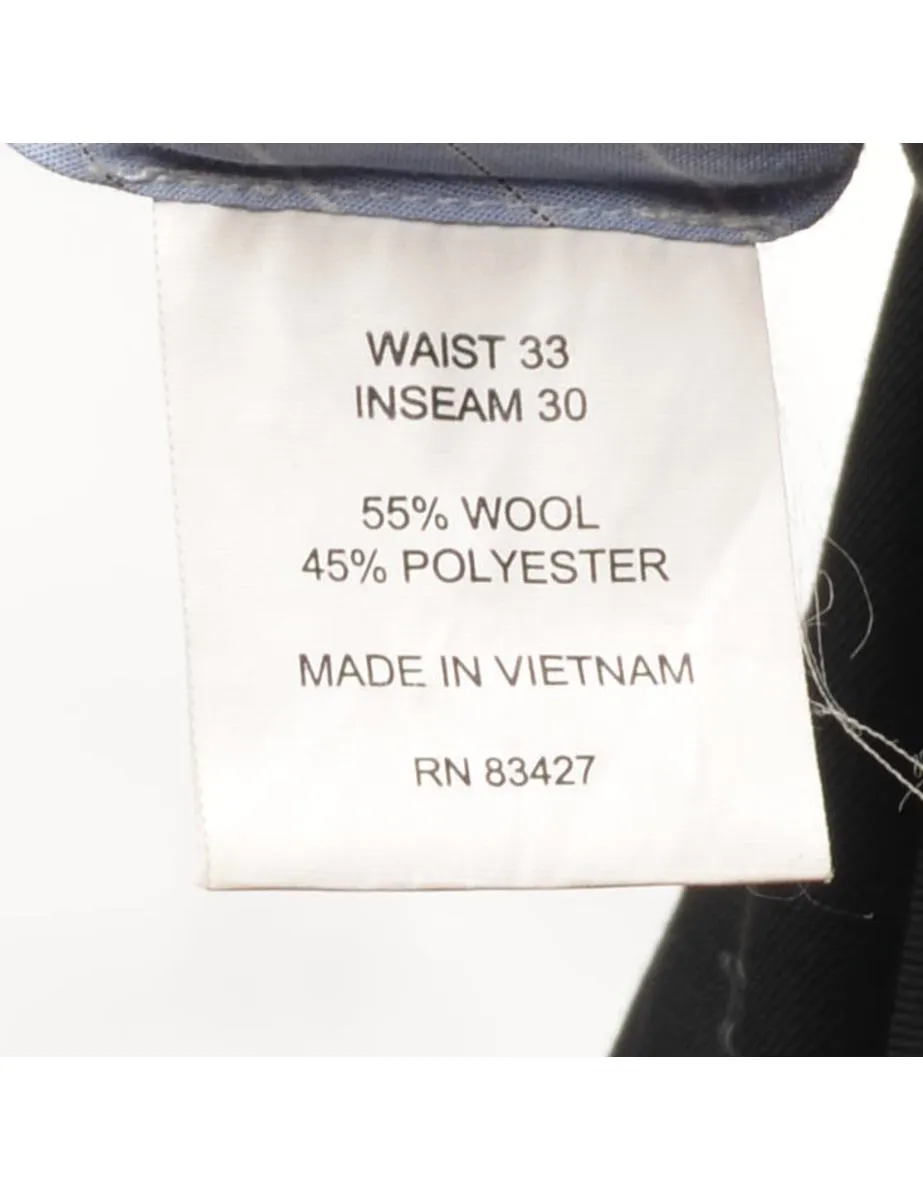 WAIST 33
INSEAM 30
55% WOOL
45% POLYESTER
MADE IN VIETNAM
RN 83427